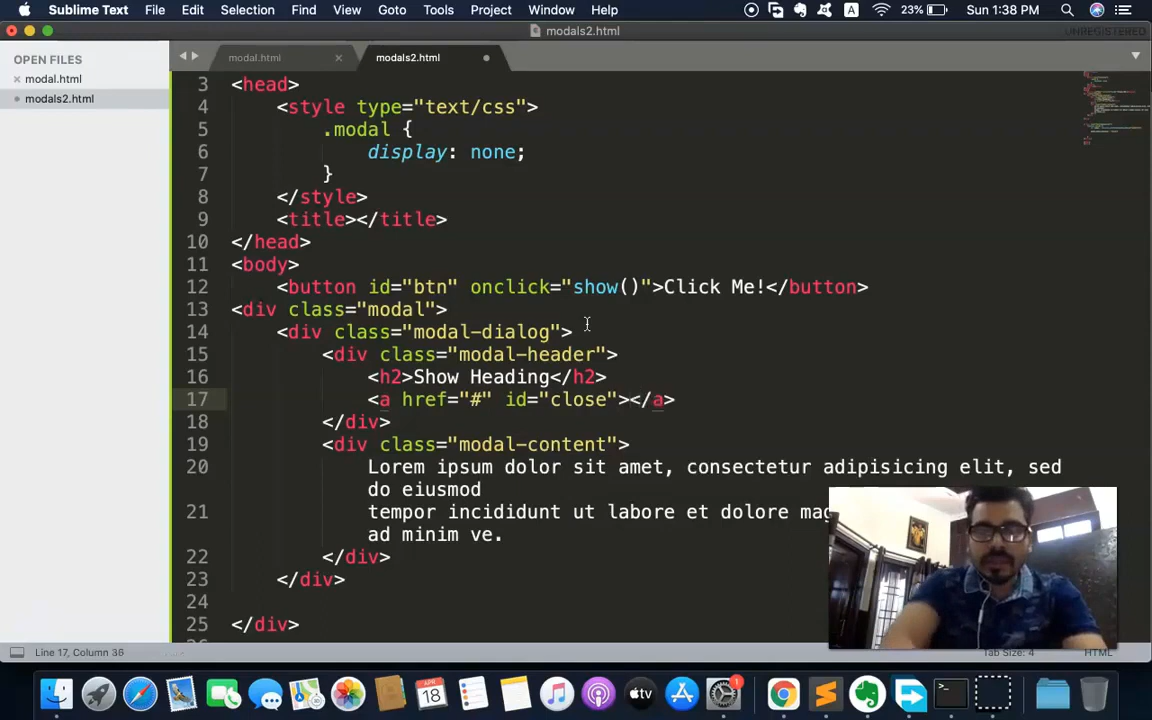 Sublime Text File Edit Selection Find View Goto Tools Project Window Help A 23% Sun 1:38 PM
modals2.html UNREGISTERED
OPEN FILES
modal.html
modals2.html
modal.html
modals2.html
3 <head>
4 <style type="text/css">
5 .modal {
6 display: none;
7 }
8 </style>
9 <title></title>
10 </head>
11 <body>
12 <button id="btn" onclick="show()">Click Me!</button>
13 <div class="modal">
14 <div class="modal-dialog">
15 <div class="modal-header">
16 <h2>Show Heading</h2>
17 <a href="#" id="close"></a>
18 </div>
19 <div class="modal-content">
20 Lorem ipsum dolor sit amet, consectetur adipisicing elit, sed
do eiusmod
21 tempor incididunt ut labore et dolore mag
ad minim ve.
22 </div>
23 </div>
24
25 </div>
Line 17, Column 36 Tab Size: 4 HTML
APR
18
tv
1